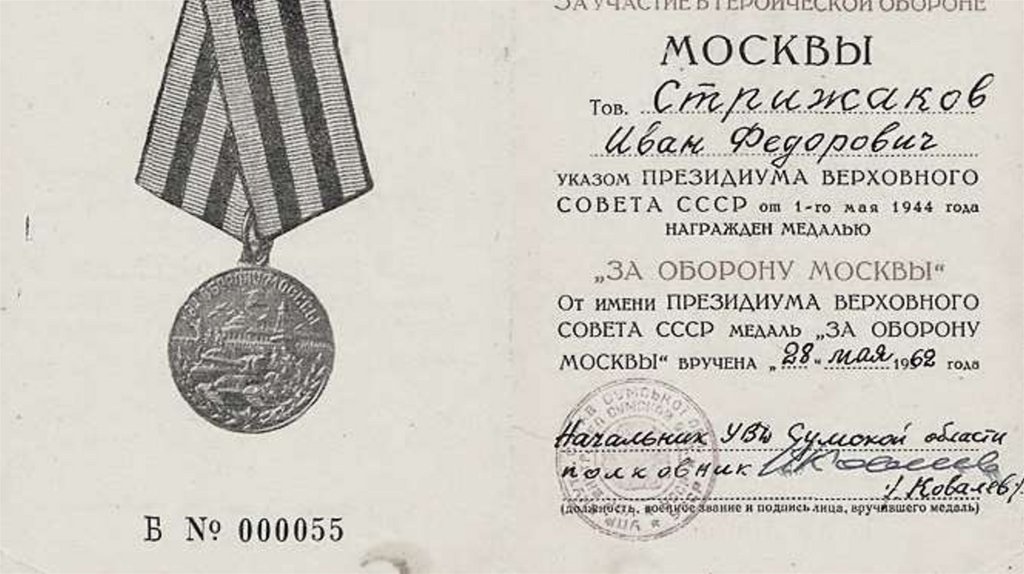 ЗА УЧАСТИЕ В ГЕРОИЧЕСКОЙ ОБОРОНЕ
МОСКВЫ
Тов. Стрижаков
Иван Федорович
УКАЗОМ ПРЕЗИДИУМА ВЕРХОВНОГО
СОВЕТА СССР от 1-го мая 1944 года
НАГРАЖДЕН МЕДАЛЬЮ
„ЗА ОБОРОНУ МОСКВЫ“
От имени ПРЕЗИДИУМА ВЕРХОВНОГО
СОВЕТА СССР МЕДАЛЬ „ЗА ОБОРОНУ
МОСКВЫ“ ВРУЧЕНА „28“ мая 1962 года
Начальник УВД Сумской области
полковник
/Ковалев/
(должность, военное звание и подпись лица, вручившего медаль)
Б № 000055